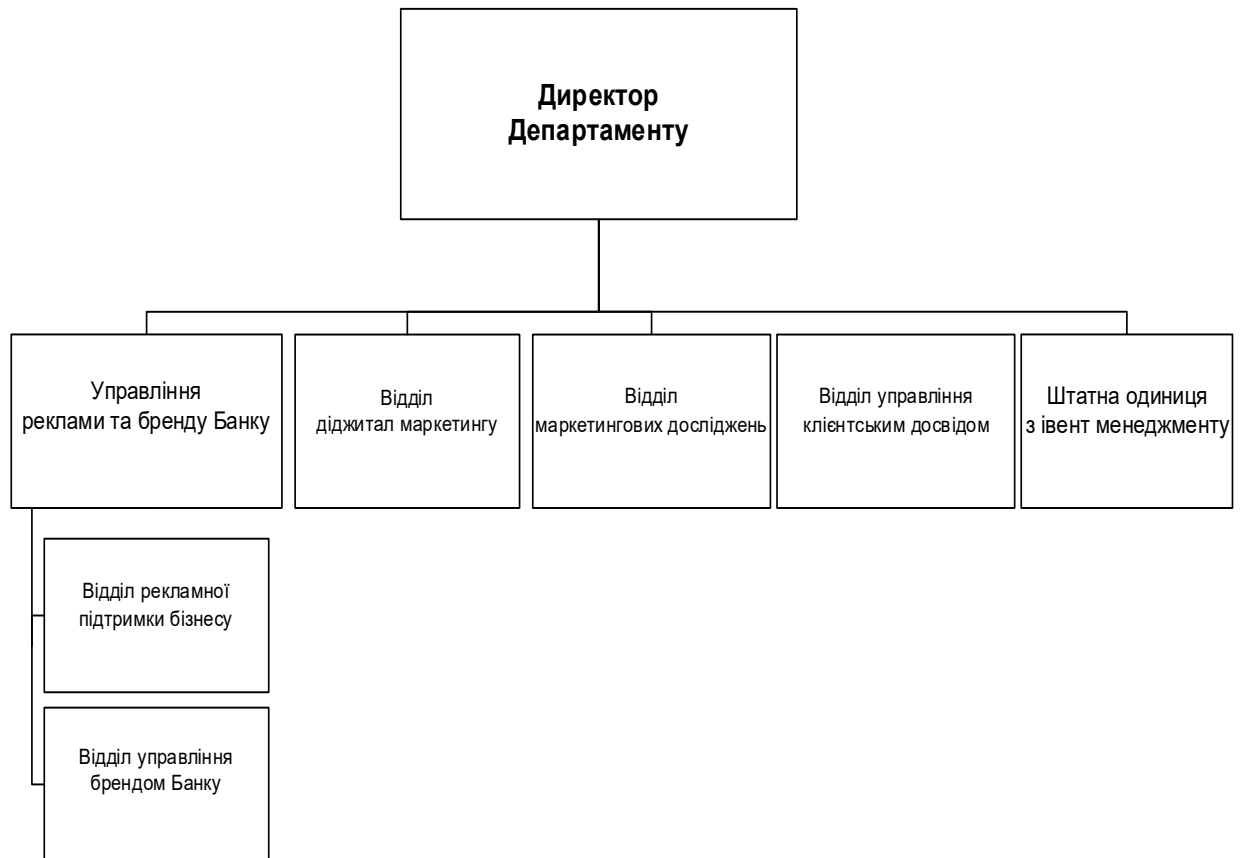 Директор
Департаменту
Управління
реклами та бренду Банку
Відділ
діджитал маркетингу
Відділ
маркетингових досліджень
Відділ управління
клієнтським досвідом
Штатна одиниця
з івент менеджменту
Відділ рекламної
підтримки бізнесу
Відділ управління
брендом Банку